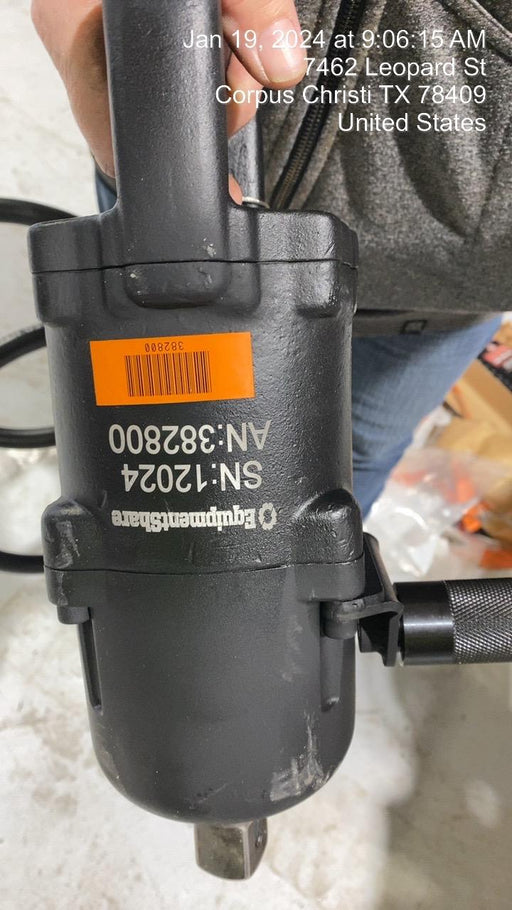 Jan 19, 2024 at 9:06:15 AM
7462 Leopard St
Corpus Christi TX 78409
United States
EquipmentShare
SN:12024
AN:382800
382800